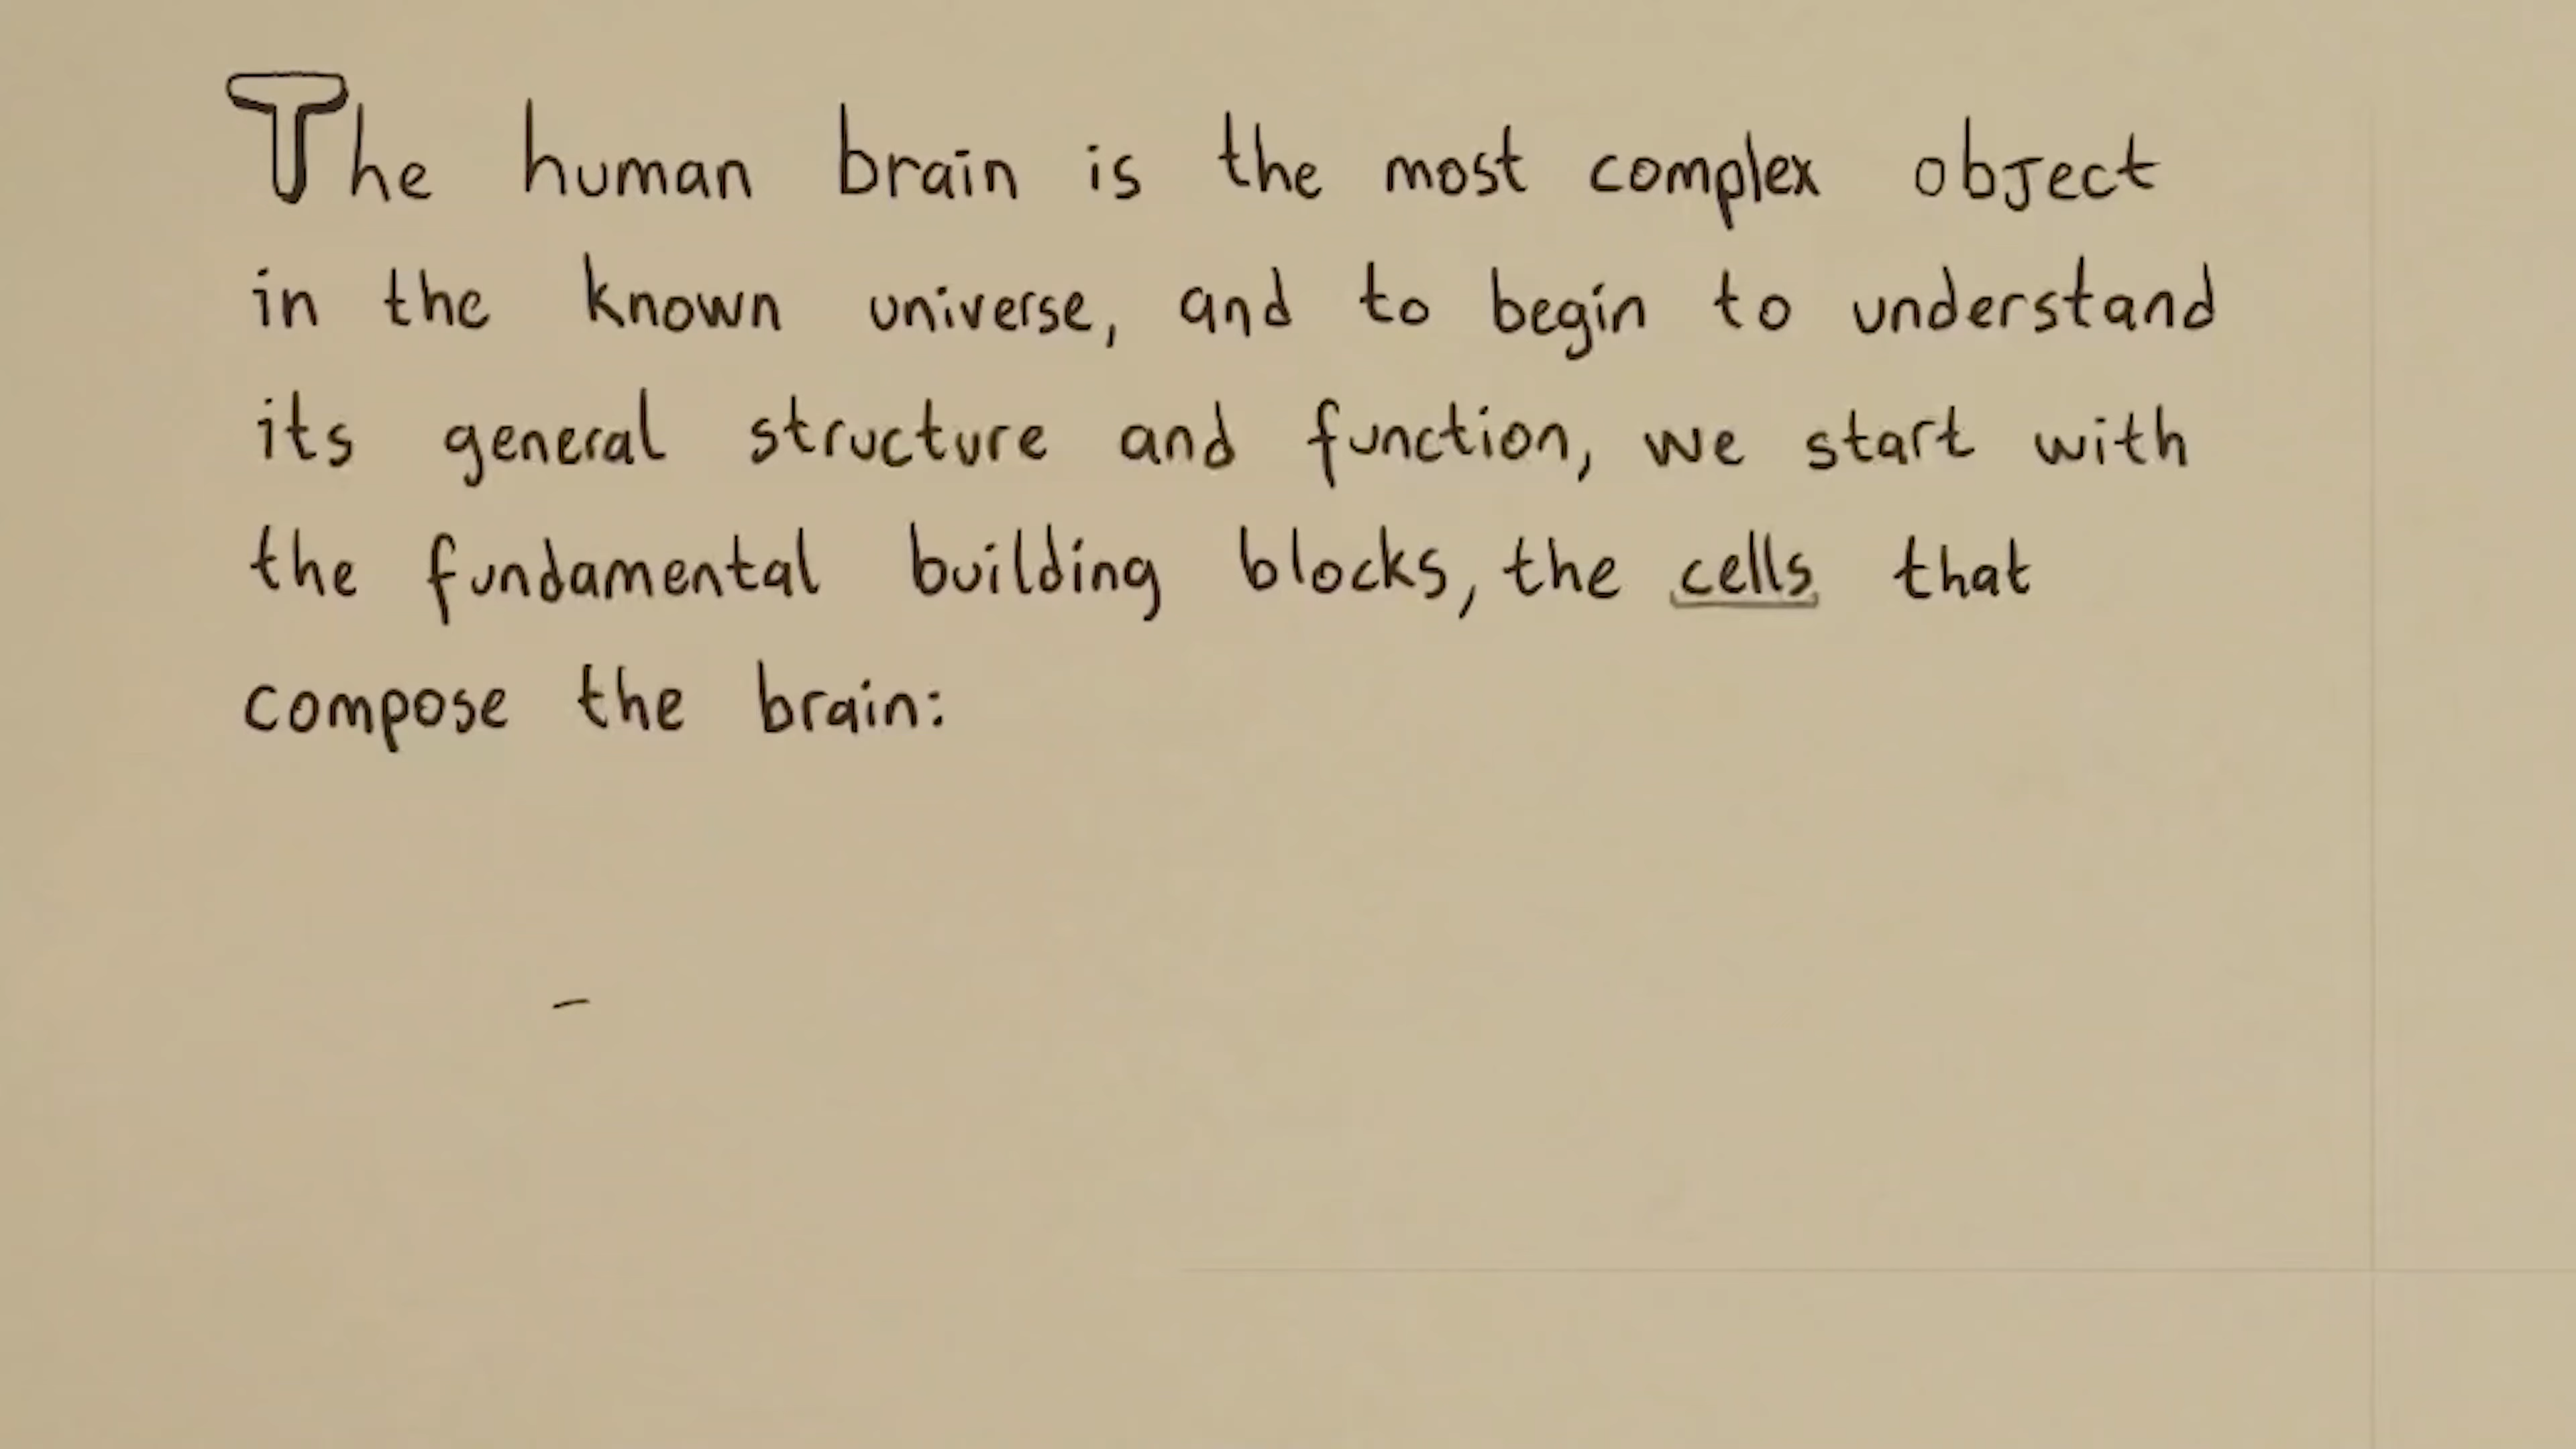 The human brain is the most complex object
in the known universe, and to begin to understand
its general structure and function, we start with
the fundamental building blocks, the cells that
compose the brain: